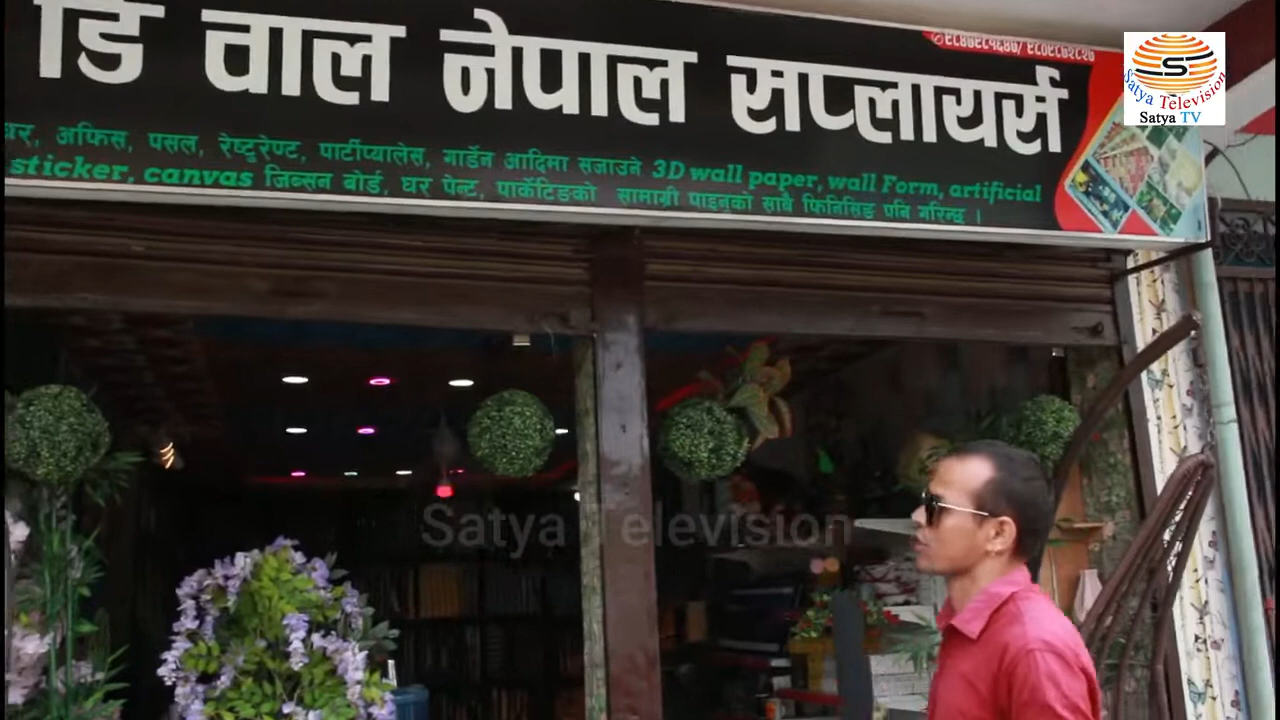 डि वाल नेपाल सप्लायर्स
घर, अफिस, पसल, रेष्टुरेण्ट, पार्टीप्यालेस, गार्डेन आदिमा सजाउने 3D wall paper, wall Form, artificial
sticker, canvas जिब्सन बोर्ड, घर पेन्ट, पार्केटिङको सामाग्री पाइनुको साथै फिनिसिङ पनि गरिन्छ ।
S
Satya Television
Satya TV
Satya Television